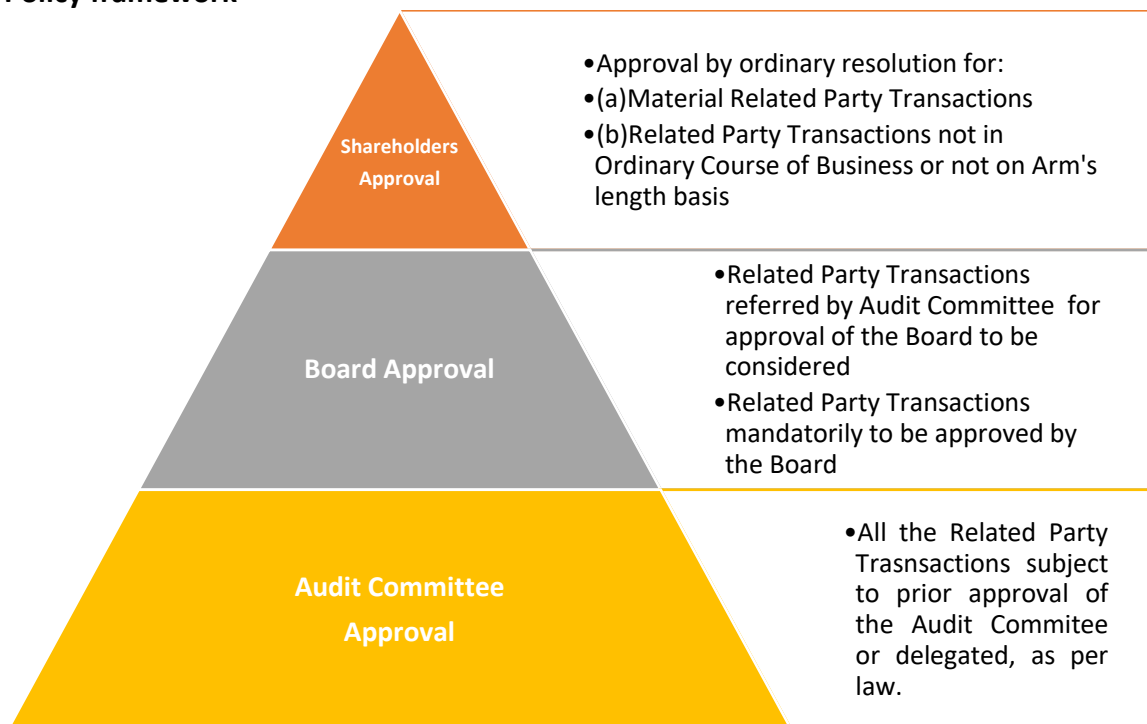 Policy framework
Shareholders
Approval
•Approval by ordinary resolution for:
•(a)Material Related Party Transactions
•(b)Related Party Transactions not in
Ordinary Course of Business or not on Arm's
length basis
Board Approval
•Related Party Transactions
referred by Audit Committee for
approval of the Board to be
considered
•Related Party Transactions
mandatorily to be approved by
the Board
Audit Committee
Approval
•All the Related Party
Trasnsactions subject
to prior approval of
the Audit Commitee
or delegated, as per
law.